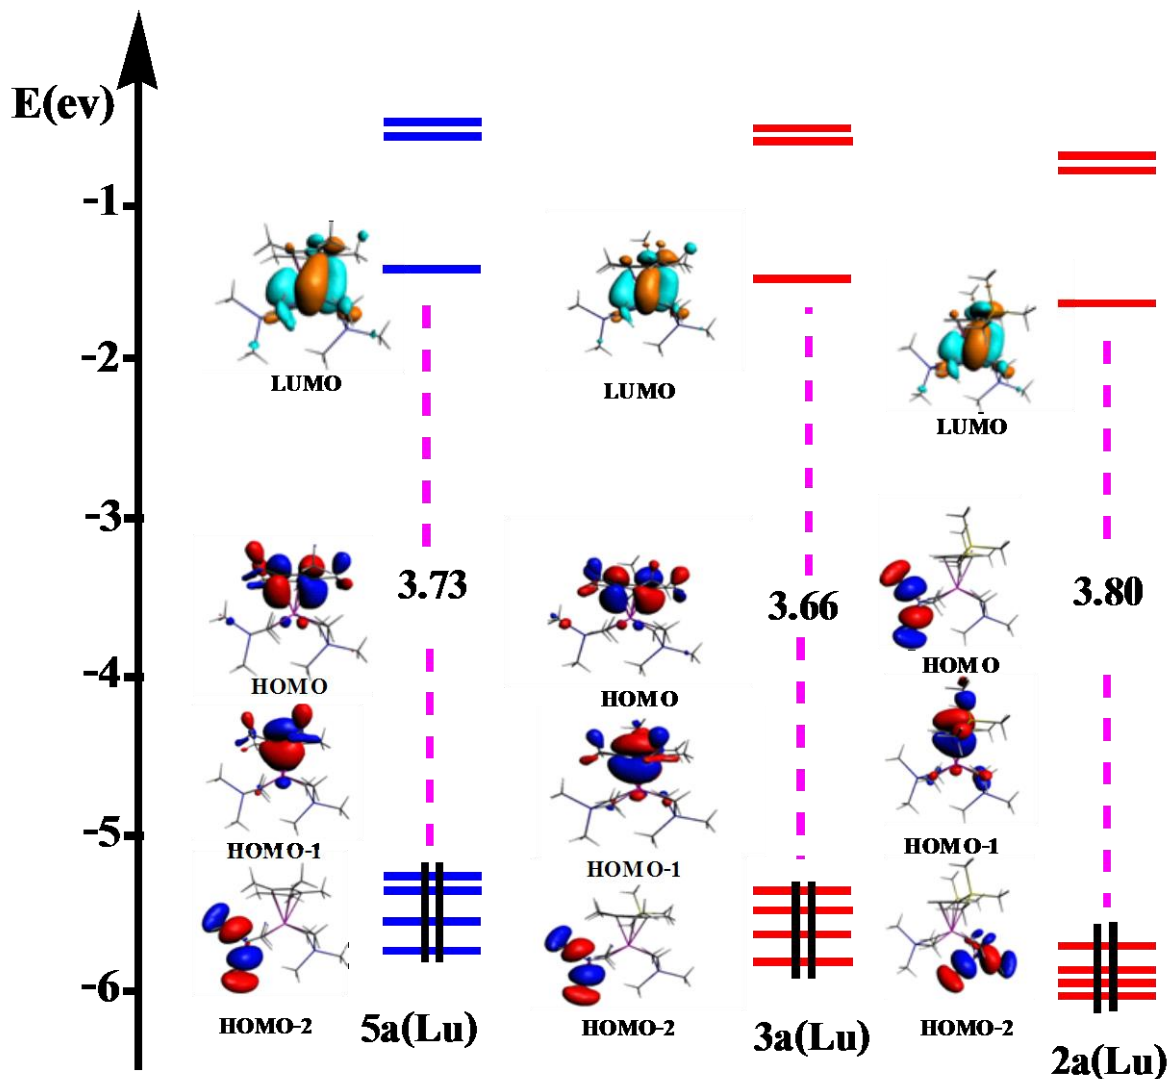 E(ev)
-1
-2
-3
-4
-5
-6
LUMO
HOMO
HOMO-1
HOMO-2
3.73
5a(Lu)
LUMO
HOMO
HOMO-1
HOMO-2
3.66
3a(Lu)
LUMO
HOMO
HOMO-1
HOMO-2
3.80
2a(Lu)